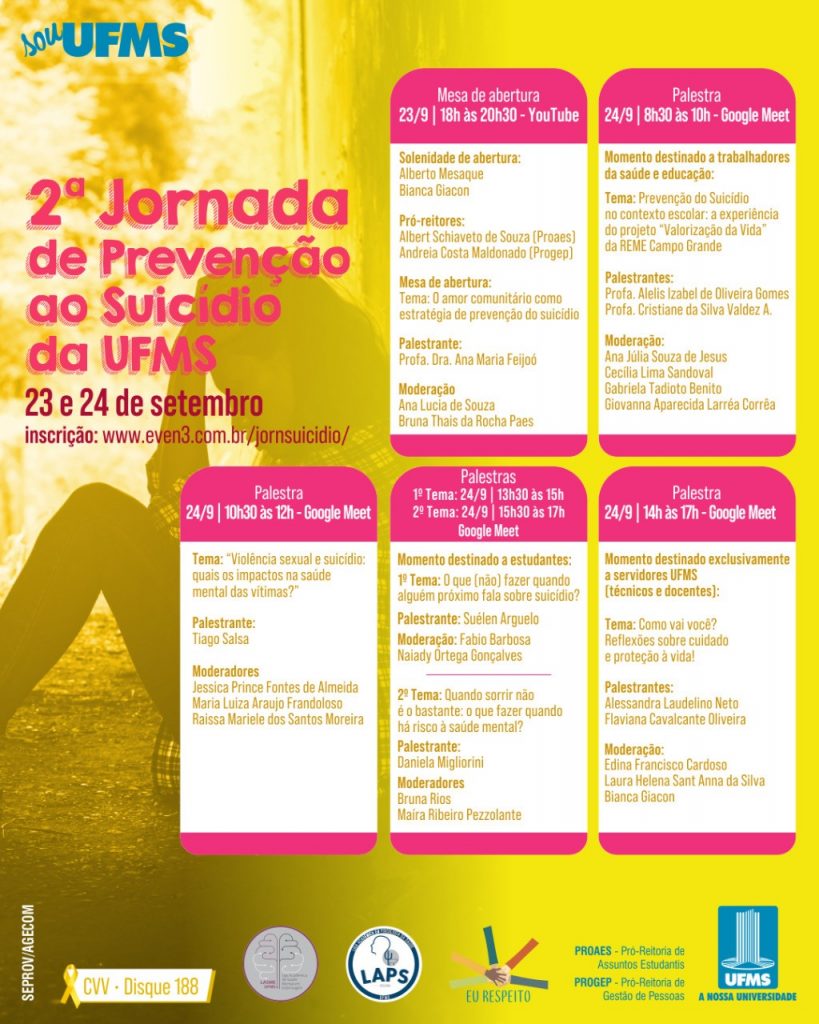 sou UFMS
2ª Jornada
de Prevenção
ao Suicídio
da UFMS
23 e 24 de setembro
inscrição: www.even3.com.br/jornsuicidio/
Mesa de abertura
23/9 | 18h às 20h30 - YouTube
Solenidade de abertura:
Alberto Mesaque
Bianca Giacon
Pró-reitores:
Albert Schiaveto de Souza (Proaes)
Andreia Costa Maldonado (Progep)
Mesa de abertura:
Tema: O amor comunitário como
estratégia de prevenção do suicídio
Palestrante:
Profa. Dra. Ana Maria Feijoó
Moderação
Ana Lucia de Souza
Bruna Thais da Rocha Paes
Palestra
24/9 | 8h30 às 10h - Google Meet
Momento destinado a trabalhadores
da saúde e educação:
Tema: Prevenção do Suicídio
no contexto escolar: a experiência
do projeto “Valorização da Vida”
da REME Campo Grande
Palestrantes:
Profa. Alelis Izabel de Oliveira Gomes
Profa. Cristiane da Silva Valdez A.
Moderação:
Ana Júlia Souza de Jesus
Cecília Lima Sandoval
Gabriela Tadioto Benito
Giovanna Aparecida Larréa Corrêa
Palestra
24/9 | 10h30 às 12h - Google Meet
Tema: “Violência sexual e suicídio:
quais os impactos na saúde
mental das vítimas?”
Palestrante:
Tiago Salsa
Moderadores
Jessica Prince Fontes de Almeida
Maria Luiza Araujo Frandoloso
Raissa Mariele dos Santos Moreira
Palestras
1º Tema: 24/9 | 13h30 às 15h
2º Tema: 24/9 | 15h30 às 17h
Google Meet
Momento destinado a estudantes:
1º Tema: O que (não) fazer quando
alguém próximo fala sobre suicídio?
Palestrante: Suélen Arguelo
Moderação: Fabio Barbosa
Naiady Ortega Gonçalves
2º Tema: Quando sorrir não
é o bastante: o que fazer quando
há risco à saúde mental?
Palestrante:
Daniela Migliorini
Moderadores
Bruna Rios
Maíra Ribeiro Pezzolante
Palestra
24/9 | 14h às 17h - Google Meet
Momento destinado exclusivamente
a servidores UFMS
(técnicos e docentes):
Tema: Como vai você?
Reflexões sobre cuidado
e proteção à vida!
Palestrantes:
Alessandra Laudelino Neto
Flaviana Cavalcante Oliveira
Moderação:
Edina Francisco Cardoso
Laura Helena Sant Anna da Silva
Bianca Giacon
SEPROV/AGECOM
CVV · Disque 188
LAPS
UFMS
EU RESPEITO
PROAES - Pró-Reitoria de
Assuntos Estudantis
PROGEP - Pró-Reitoria de
Gestão de Pessoas
UFMS
A NOSSA UNIVERSIDADE